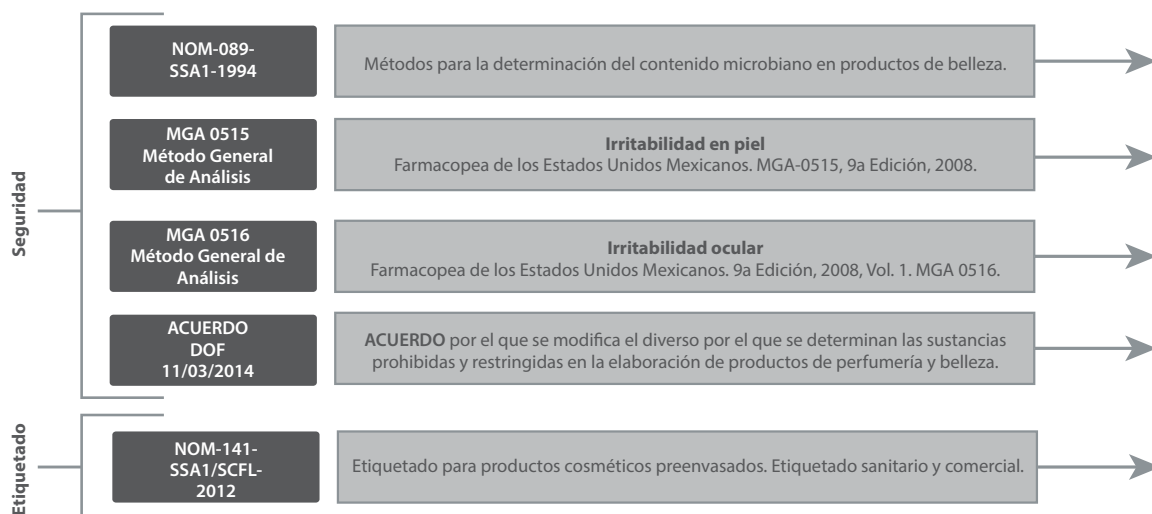 Seguridad
NOM-089-
SSA1-1994
Métodos para la determinación del contenido microbiano en productos de belleza.
MGA 0515
Método General
de Análisis
Irritabilidad en piel
Farmacopea de los Estados Unidos Mexicanos. MGA-0515, 9a Edición, 2008.
MGA 0516
Método General de
Análisis
Irritabilidad ocular
Farmacopea de los Estados Unidos Mexicanos. 9a Edición, 2008, Vol. 1. MGA 0516.
ACUERDO
DOF
11/03/2014
ACUERDO por el que se modifica el diverso por el que se determinan las sustancias
prohibidas y restringidas en la elaboración de productos de perfumería y belleza.
Etiquetado
NOM-141-
SSA1/SCFL-
2012
Etiquetado para productos cosméticos preenvasados. Etiquetado sanitario y comercial.